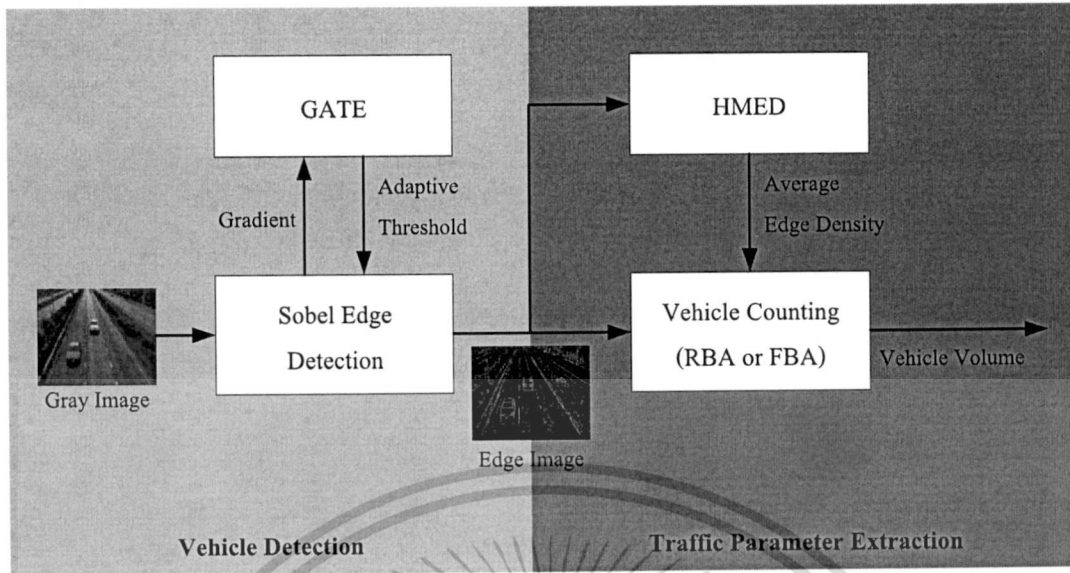 GATE
HMED
Gradient
Adaptive
Threshold
Average
Edge Density
Sobel Edge
Detection
Vehicle Counting
(RBA or FBA)
Vehicle Volume
Gray Image
Edge Image
Vehicle Detection
Traffic Parameter Extraction